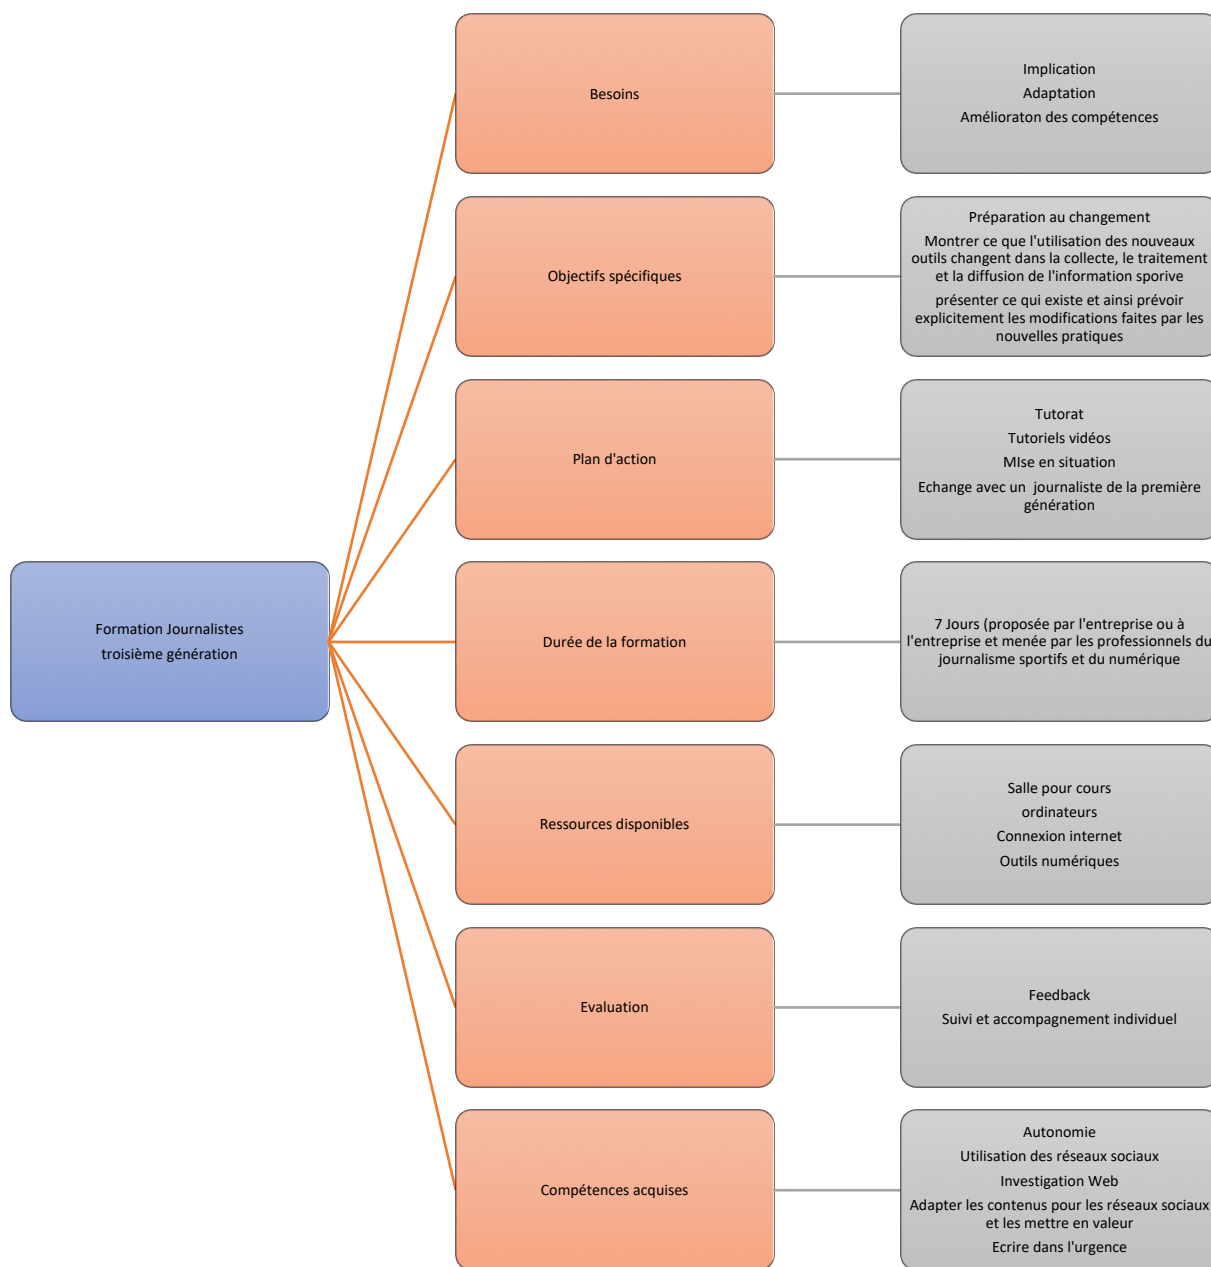 Besoins
Implication
Adaptation
Amélioraton des compétences
Objectifs spécifiques
Préparation au changement
Montrer ce que l'utilisation des nouveaux
outils changent dans la collecte, le traitement
et la diffusion de l'information sporive
présenter ce qui existe et ainsi prévoir
explicitement les modifications faites par les
nouvelles pratiques
Plan d'action
Tutorat
Tutoriels vidéos
MIse en situation
Echange avec un  journaliste de la première
génération
Formation Journalistes
troisième génération
Durée de la formation
7 Jours (proposée par l'entreprise ou à
l'entreprise et menée par les professionnels du
journalisme sportifs et du numérique
Ressources disponibles
Salle pour cours
ordinateurs
Connexion internet
Outils numériques
Evaluation
Feedback
Suivi et accompagnement individuel
Compétences acquises
Autonomie
Utilisation des réseaux sociaux
Investigation Web
Adapter les contenus pour les réseaux sociaux
et les mettre en valeur
Ecrire dans l'urgence